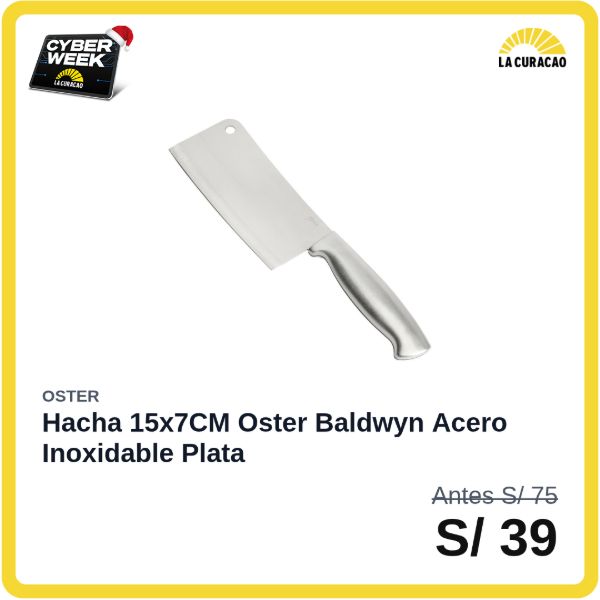 CYBER
WEEK
LA CURACAO
LA CURACAO
OSTER
Hacha 15x7CM Oster Baldwyn Acero
Inoxidable Plata
Antes S/ 75
S/ 39